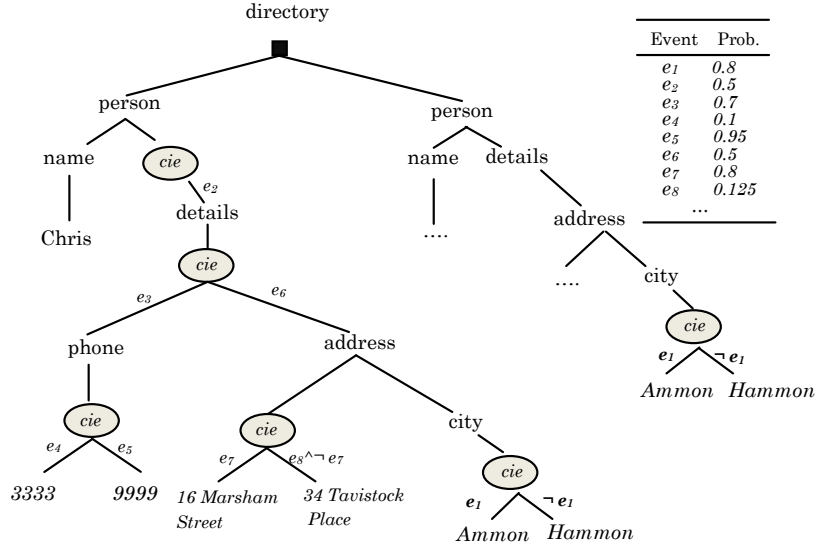 directory
Event Prob.
e1 0.8
e2 0.5
e3 0.7
e4 0.1
e5 0.95
e6 0.5
e7 0.8
e8 0.125
...
person
person
name
cie
name
details
e2
details
address
Chris
....
cie
....
city
e3
e6
cie
phone
address
e1
¬ e1
Ammon
Hammon
cie
cie
city
e4
e5
e7
e8^¬ e7
cie
3333
9999
16 Marsham
Street
34 Tavistock
Place
e1
¬ e1
Ammon
Hammon